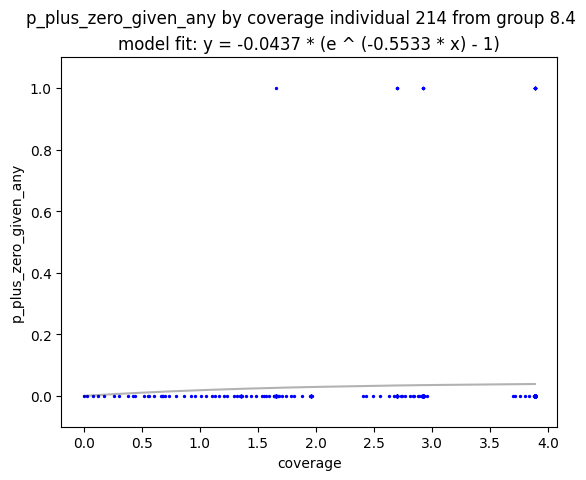 p_plus_zero_given_any by coverage individual 214 from group 8.4
model fit: y = -0.0437 * (e ^ (-0.5533 * x) - 1)
1.0
0.8
0.6
0.4
0.2
0.0
p_plus_zero_given_any
0.0 0.5 1.0 1.5 2.0 2.5 3.0 3.5 4.0
coverage